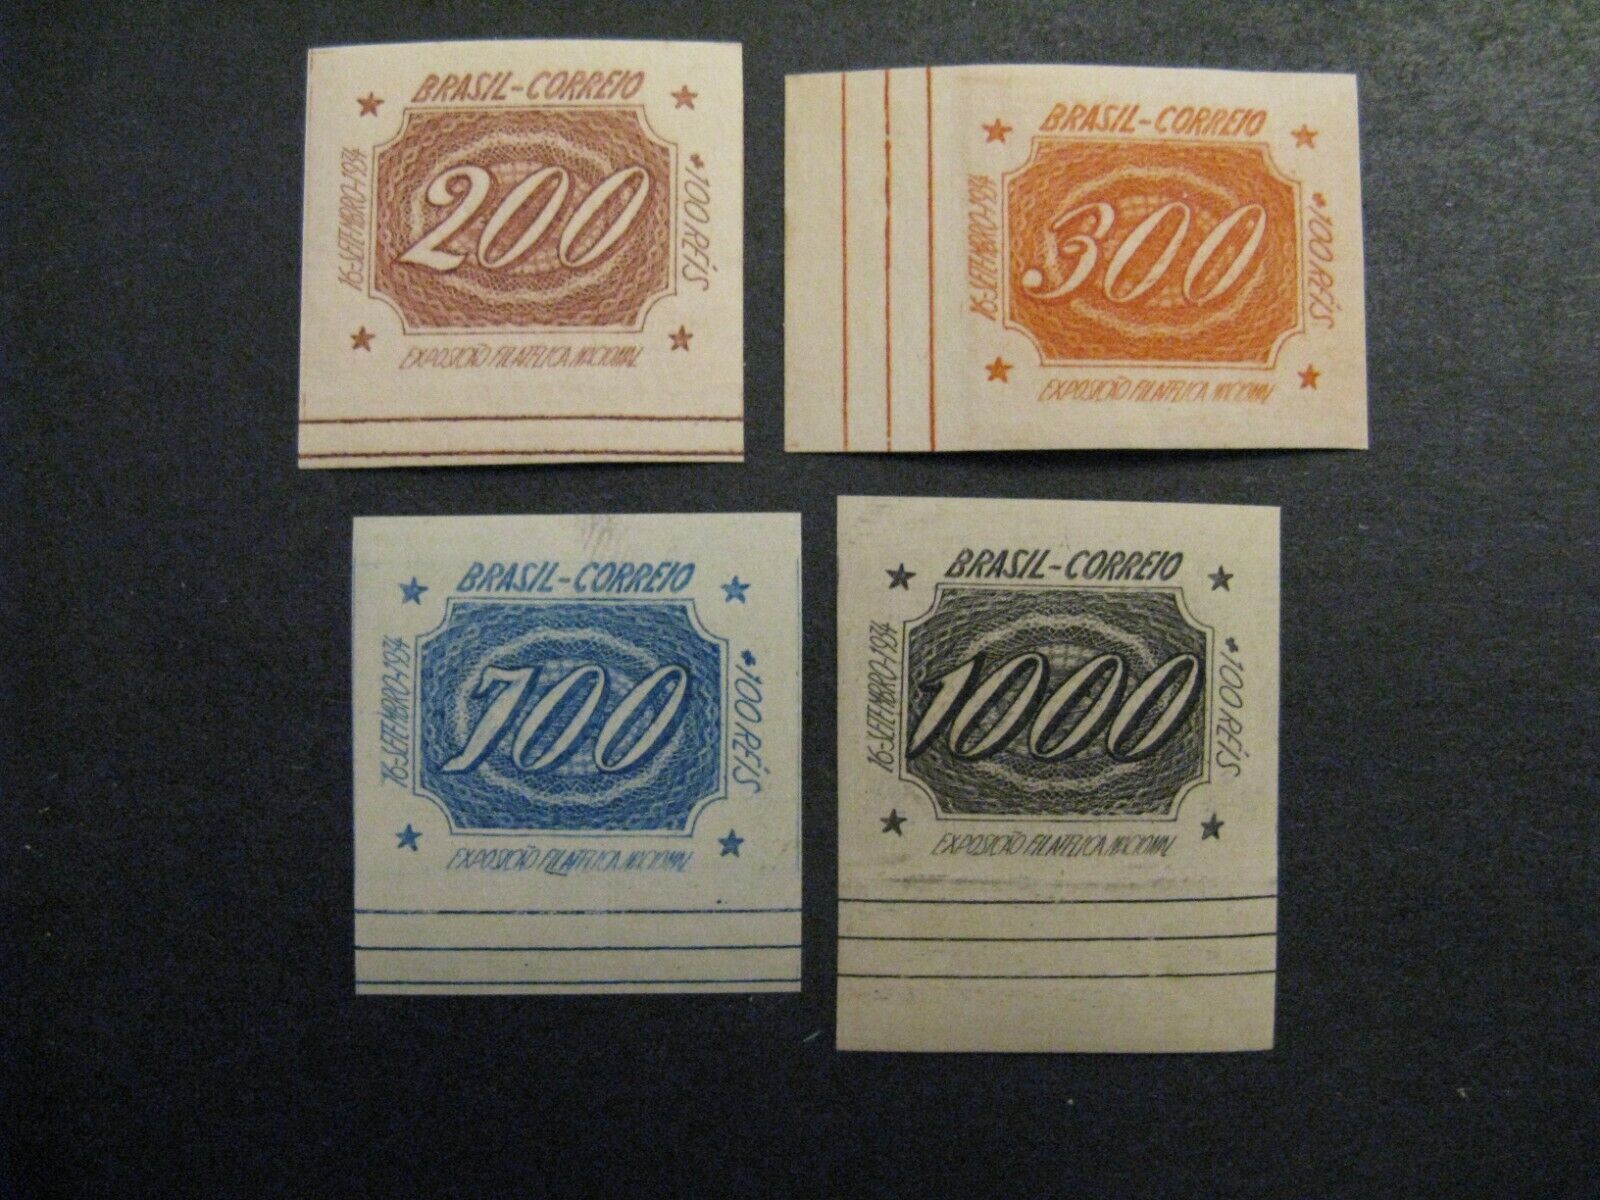 BRASIL-CORREIO
16-SETEMBRO-1934
200
+100 RÉIS
EXPOSIÇÃO FILATELICA NACIONAL
BRASIL-CORREIO
16-SETEMBRO-1934
300
+100 RÉIS
EXPOSIÇÃO FILATELICA NACIONAL
BRASIL-CORREIO
16-SETEMBRO-1934
700
+100 RÉIS
EXPOSIÇÃO FILATELICA NACIONAL
BRASIL-CORREIO
16-SETEMBRO-1934
1000
+100 RÉIS
EXPOSIÇÃO FILATELICA NACIONAL